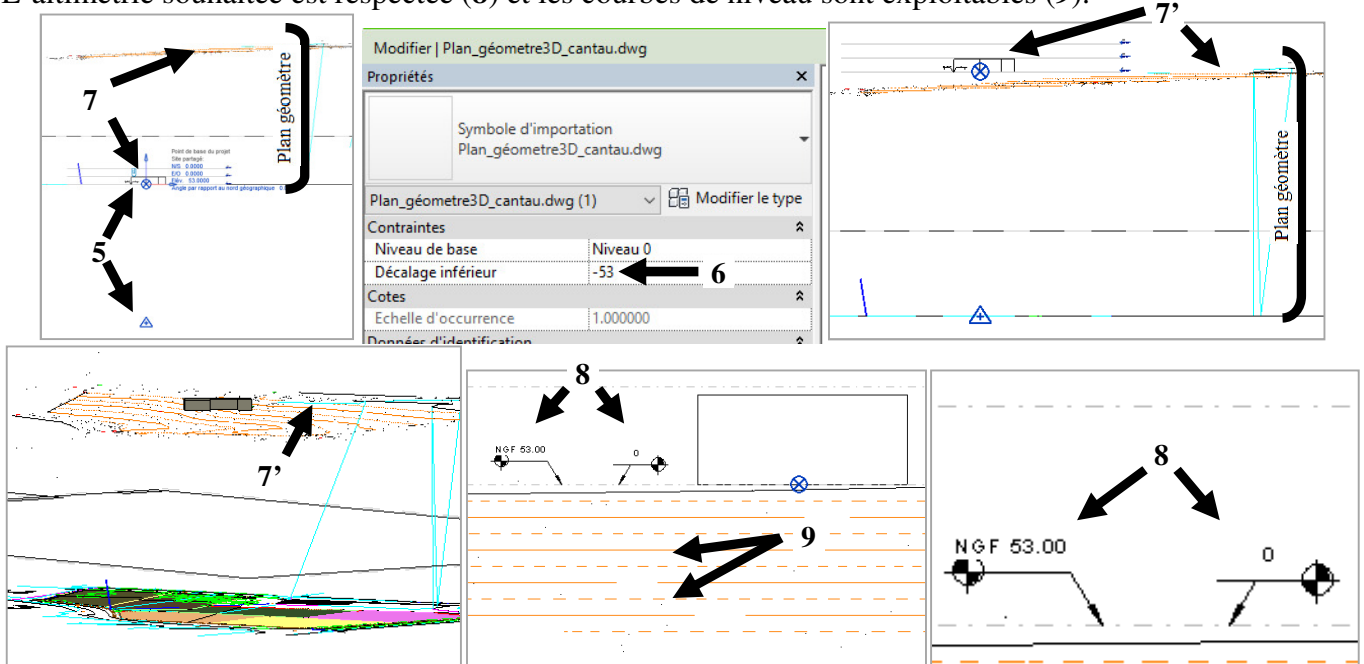 L'altimétrie souhaitée est respectée (8) et les courbes de niveau sont exploitables (9).
7
5
Plan géomètre
Point de base du projet
Site partagé:
N/S 0.0000
E/O 0.0000
Elév. 53.0000
Angle par rapport au nord géographique 0.0
Modifier | Plan_géometre3D_cantau.dwg
Propriétés
×
Symbole d'importation
Plan_géometre3D_cantau.dwg
Plan_géometre3D_cantau.dwg (1)
Modifier le type
Contraintes
Niveau de base Niveau 0
Décalage inférieur -53
6
Cotes
Echelle d'occurrence 1.000000
Données d'identification
7'
Plan géomètre
7'
8
NGF 53.00
0
9
8
NGF 53.00
0